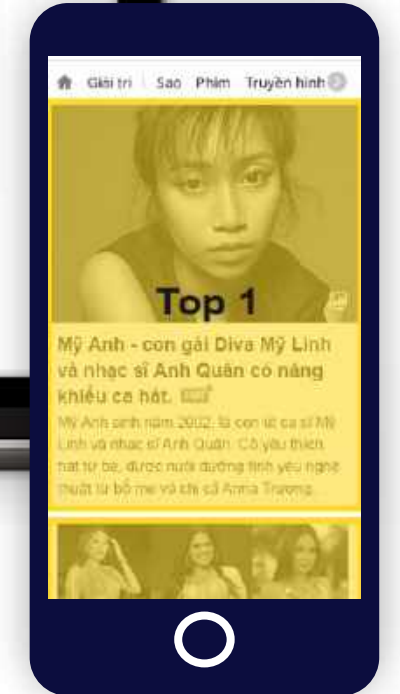 Giải trí Sao Phim Truyền hình
Top 1
Mỹ Anh - con gái Diva Mỹ Linh
và nhạc sĩ Anh Quân có năng
khiếu ca hát.
Mỹ Anh sinh năm 2002, là con út ca sĩ Mỹ
Linh và nhạc sĩ Anh Quân. Cô yêu thích
hát từ bé, được nuôi dưỡng tình yêu nghệ
thuật từ bố mẹ và chị cả Anna Trương...